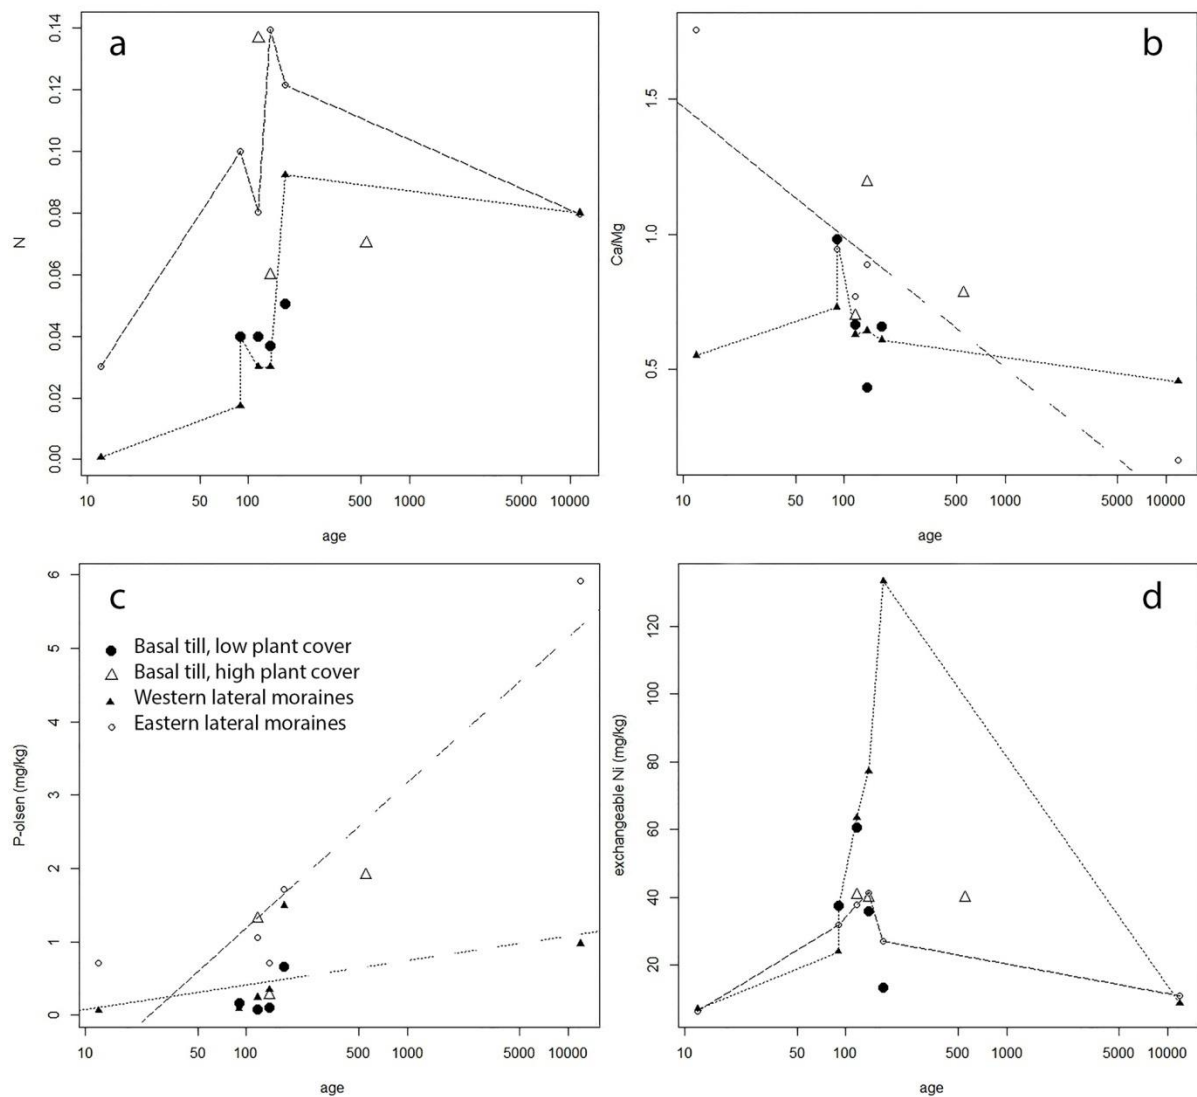 a
N
0.14
0.12
0.10
0.08
0.06
0.04
0.02
0.00
10 50 100 500 1000 5000 10000
age
b
Ca/Mg
1.5
1.0
0.5
10 50 100 500 1000 5000 10000
age
c
P-olsen (mg/kg)
6
5
4
3
2
1
0
Basal till, low plant cover
Basal till, high plant cover
Western lateral moraines
Eastern lateral moraines
10 50 100 500 1000 5000 10000
age
d
exchangeable Ni (mg/kg)
120
100
80
60
40
20
10 50 100 500 1000 5000 10000
age